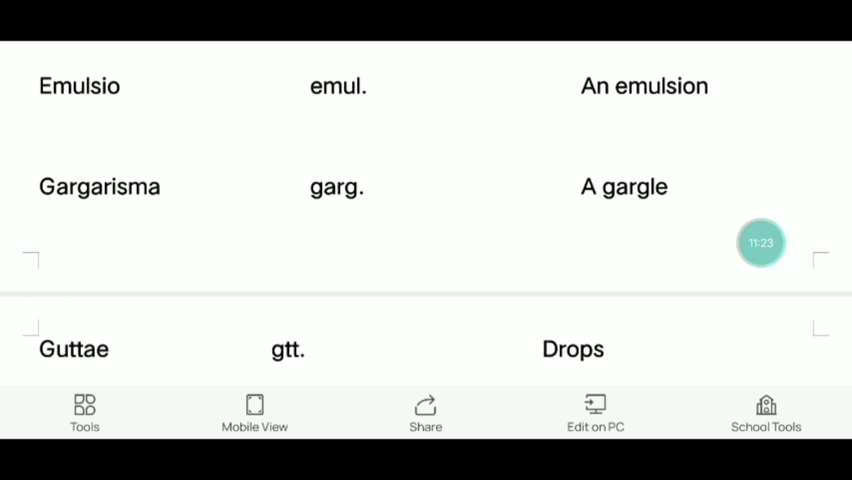 Emulsio emul. An emulsion
Gargarisma garg. A gargle
11:23
Guttae gtt. Drops
Tools Mobile View Share Edit on PC School Tools